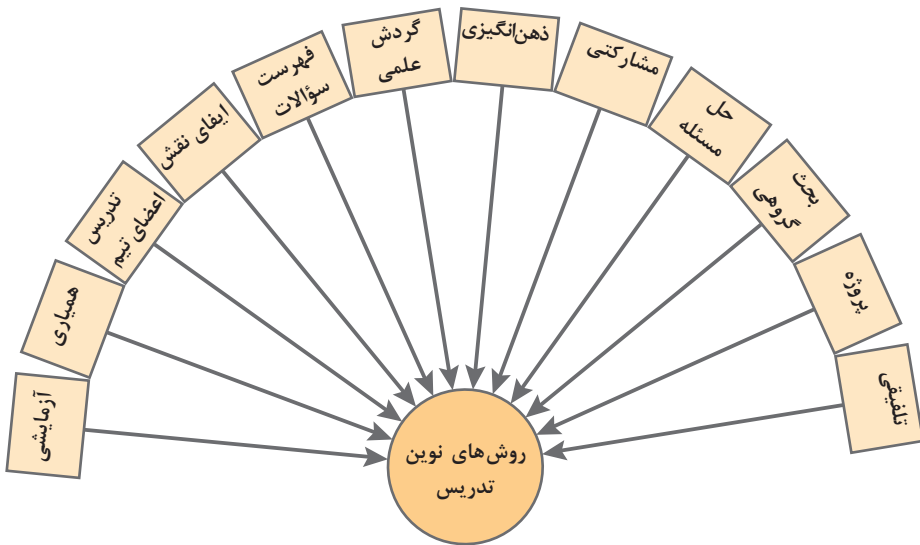 تلفیقی
پروژه
بحث
گروهی
حل
مسئله
مشارکتی
ذهن‌انگیزی
گردش
علمی
فهرست
سؤالات
ایفای نقش
تدریس
اعضای تیم
همیاری
آزمایشی
روش‌های نوین
تدریس